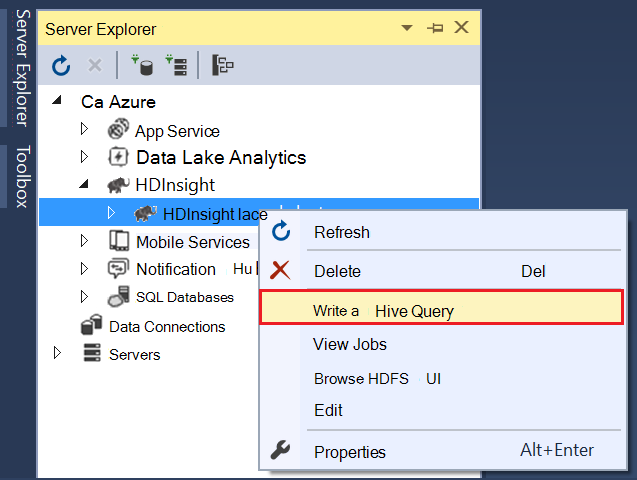 Server Explorer
Toolbox
Server Explorer
Ca Azure
App Service
Data Lake Analytics
HDInsight
HDInsight lace
Mobile Services
Notification Hu
SQL Databases
Data Connections
Servers
Refresh
Delete Del
Write a Hive Query
View Jobs
Browse HDFS UI
Edit
Properties Alt+Enter